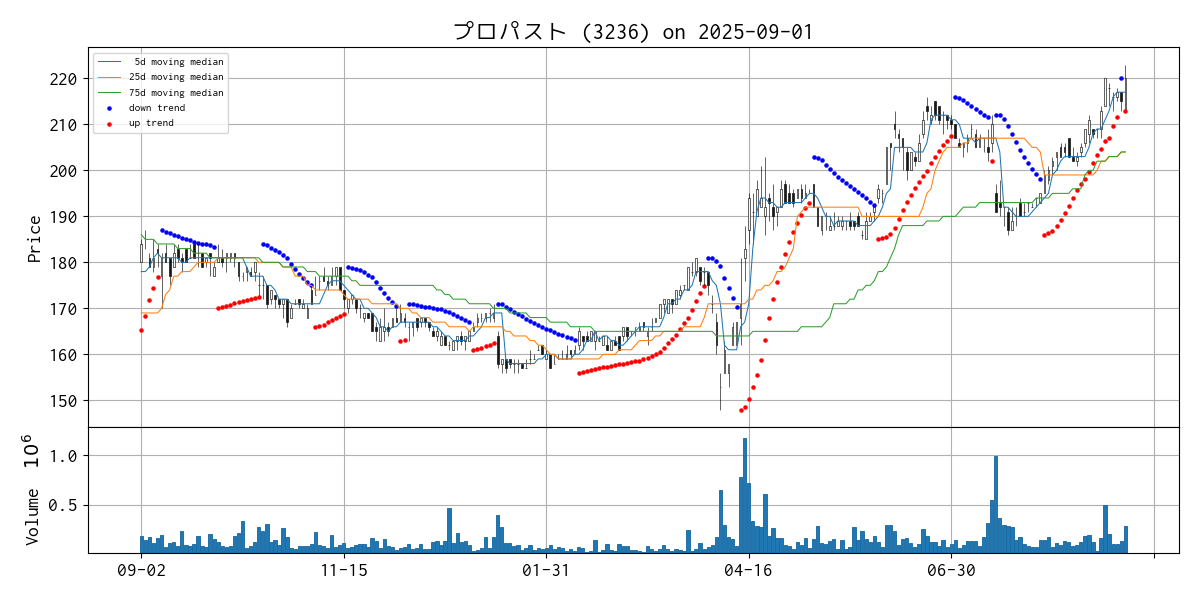 プロパスト (3236) on 2025-09-01
5d moving median
25d moving median
75d moving median
down trend
up trend
220
210
200
190
180
170
160
150
Price
10^6
1.0
0.5
Volume
09-02 11-15 01-31 04-16 06-30